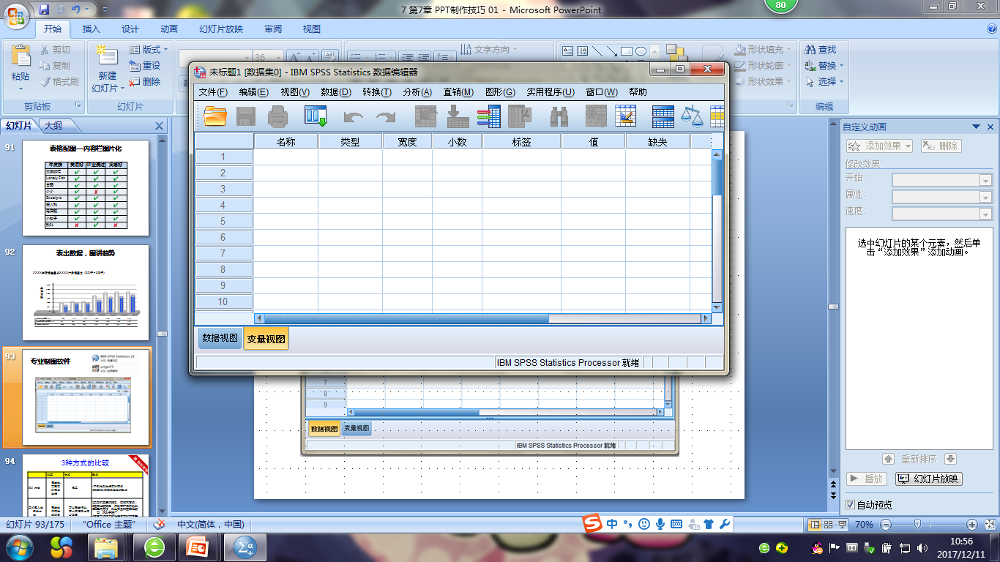 7 第7章 PPT制作技巧 01 - Microsoft PowerPoint
80
开始 插入 设计 动画 幻灯片放映 审阅 视图
粘贴 剪切 复制 格式刷
剪贴板
新建
幻灯片
版式
重设
删除
幻灯片
36
文字方向
形状填充
形状轮廓
形状效果
查找
替换
选择
编辑
未标题1 [数据集0] - IBM SPSS Statistics 数据编辑器
文件(F) 编辑(E) 视图(V) 数据(D) 转换(T) 分析(A) 直销(M) 图形(G) 实用程序(U) 窗口(W) 帮助
名称 类型 宽度 小数 标签 值 缺失
1
2
3
4
5
6
7
8
9
10
数据视图 变量视图
IBM SPSS Statistics Processor 就绪
7
8
9
数据视图 变量视图
IBM SPSS Statistics Processor 就绪
幻灯片 大纲
91
表格配图—内容栏图片化
Lonely Fish
小小
92
表出数据，图讲趋势
93
专业制图软件
IBM SPSS Statistics 21
origin75
94
3种方式的比较
自定义动画
添加效果 删除
修改效果
开始:
属性:
速度:
选中幻灯片的某个元素，然后单
击“添加效果”添加动画。
重新排序
播放 幻灯片放映
自动预览
幻灯片 93/175 “Office 主题” 中文(简体，中国)
中
70%
10:56
2017/12/11